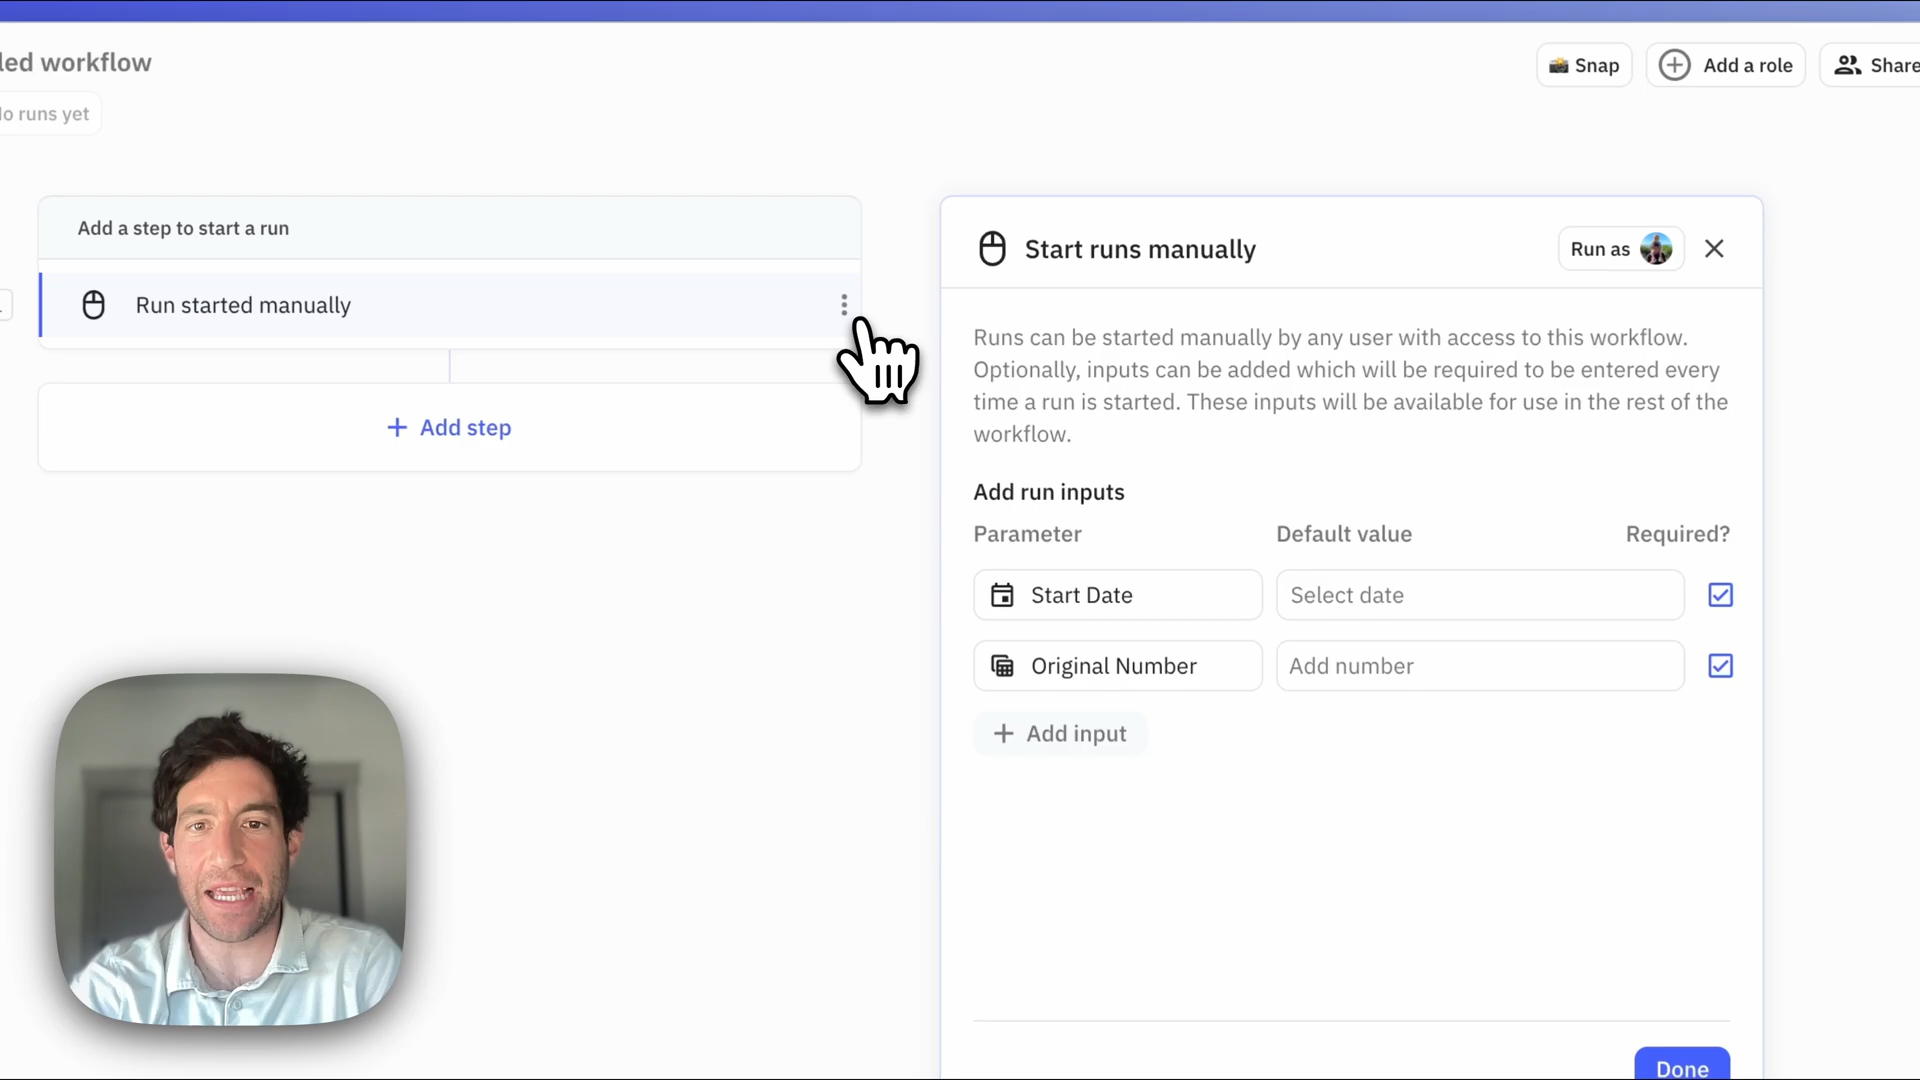 led workflow
Snap
Add a role
Share
lo runs yet
Add a step to start a run
Run started manually
Add step
Start runs manually
Run as
Runs can be started manually by any user with access to this workflow.
Optionally, inputs can be added which will be required to be entered every
time a run is started. These inputs will be available for use in the rest of the
workflow.
Add run inputs
Parameter
Default value
Required?
Start Date
Select date
Original Number
Add number
Add input
Done